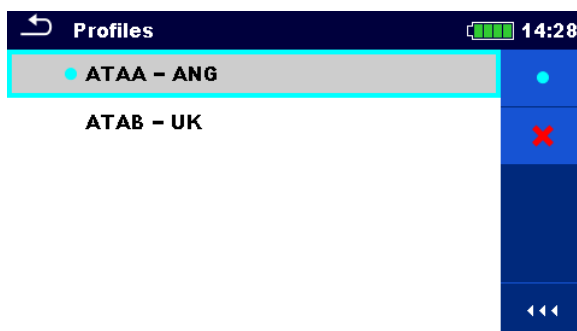 Profiles 14:28
ATAA – ANG
ATAB – UK